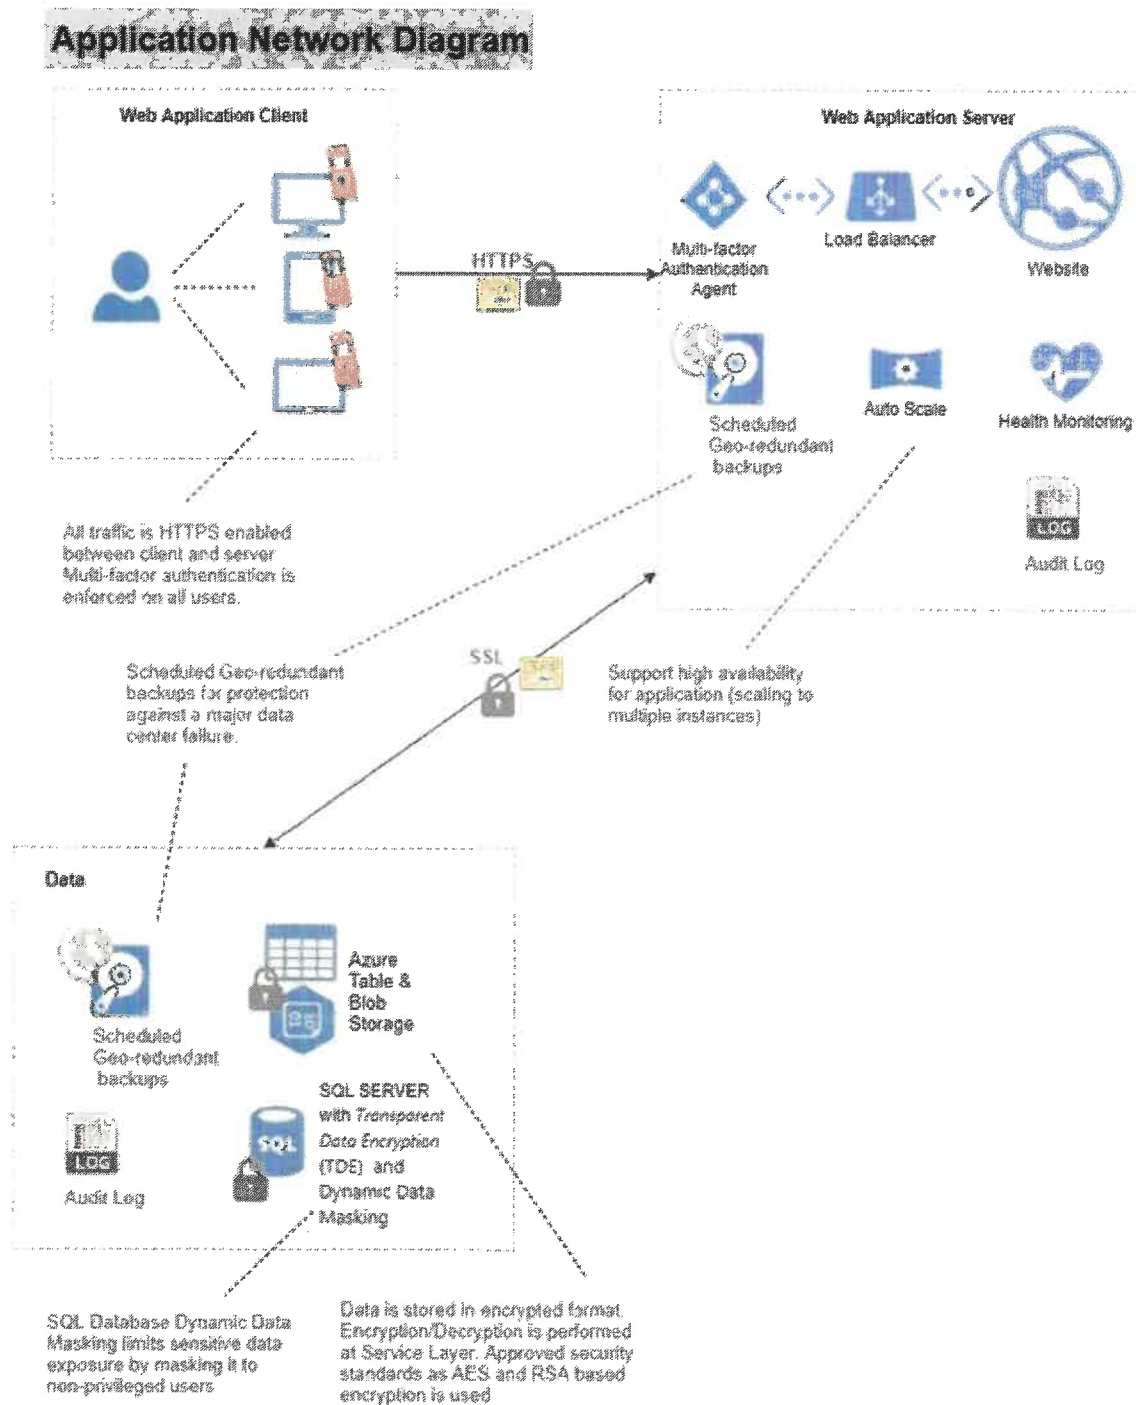 Application Network Diagram
Web Application Client
Web Application Server
Multi-factor
Authentication
Agent
Load Balancer
Website
HTTPS
Scheduled
Geo-redundant
backups
Auto Scale
Health Monitoring
LOG
Audit Log
All traffic is HTTPS enabled
between client and server
Multi-factor authentication is
enforced on all users.
Scheduled Geo-redundant
backups for protection
against a major data
center failure.
SSL
Support high availability
for application (scaling to
multiple instances)
Data
Scheduled
Geo-redundant
backups
Azure
Table &
Blob
Storage
LOG
Audit Log
SQL
SQL SERVER
with Transparent
Data Encryption
(TDE) and
Dynamic Data
Masking
SQL Database Dynamic Data
Masking limits sensitive data
exposure by masking it to
non-privileged users
Data is stored in encrypted format.
Encryption/Decryption is performed
at Service Layer. Approved security
standards as AES and RSA based
encryption is used